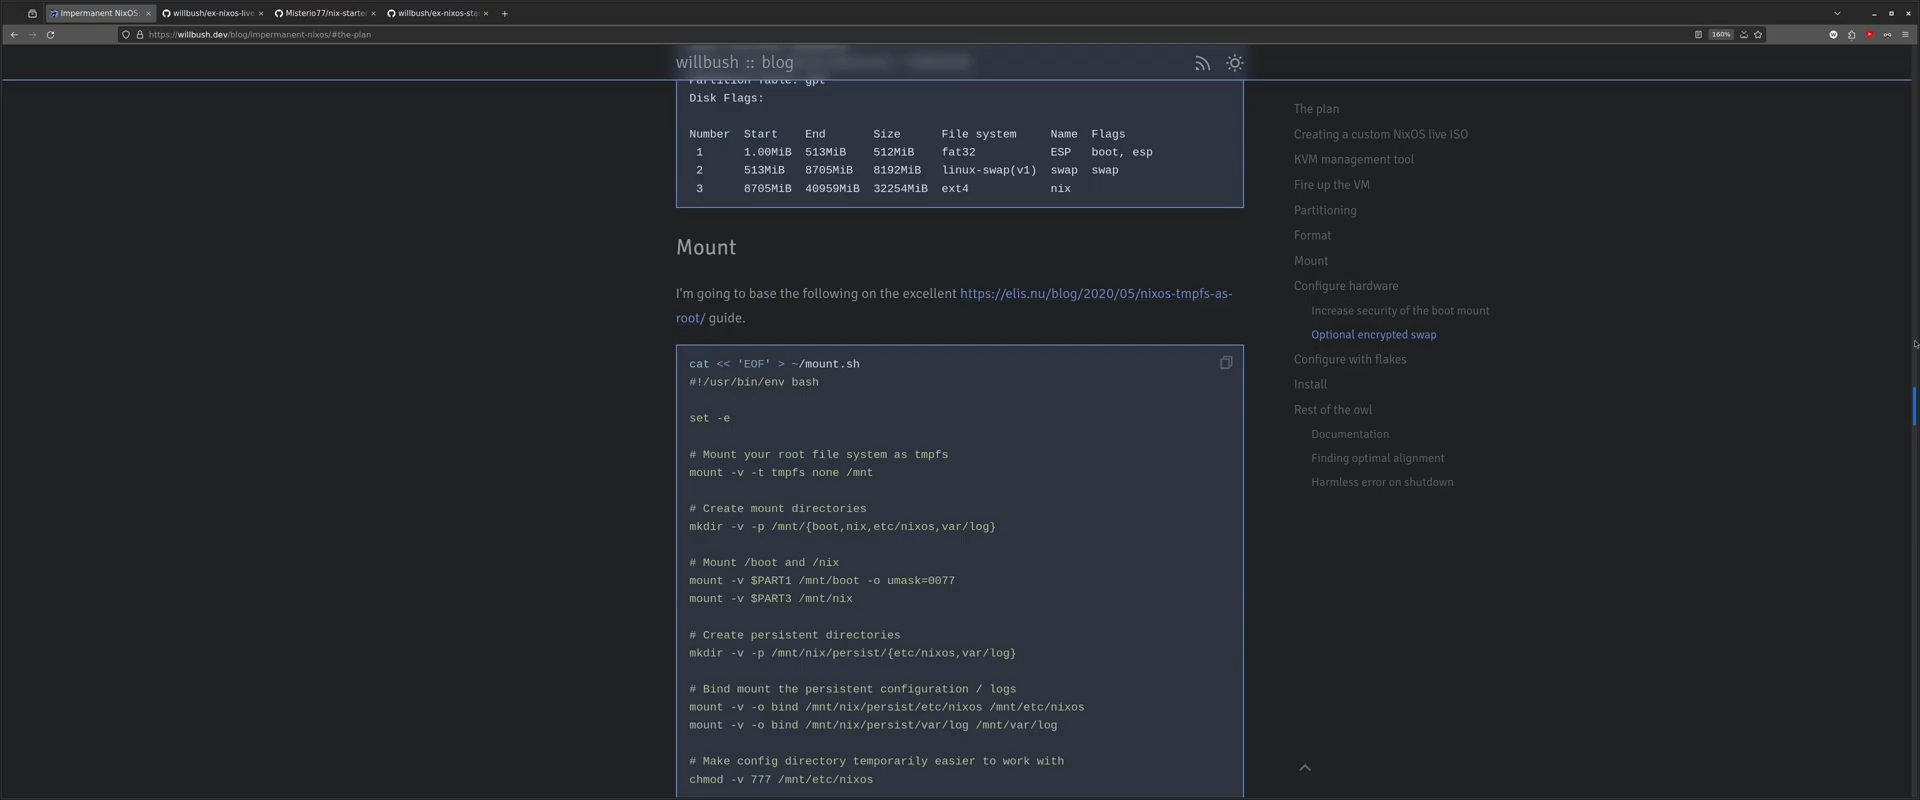 Impermanent NixOS:
willbush/ex-nixos-live
Misterio77/nix-starter
willbush/ex-nixos-sta
https://willbush.dev/blog/impermanent-nixos/#the-plan
160%
willbush :: blog
Partition Table: gpt
Disk Flags:
Number Start End Size File system Name Flags
1 1.00MiB 513MiB 512MiB fat32 ESP boot, esp
2 513MiB 8705MiB 8192MiB linux-swap(v1) swap swap
3 8705MiB 40959MiB 32254MiB ext4 nix
Mount
I'm going to base the following on the excellent https://elis.nu/blog/2020/05/nixos-tmpfs-as-
root/ guide.
cat << 'EOF' > ~/mount.sh
#!/usr/bin/env bash
set -e
# Mount your root file system as tmpfs
mount -v -t tmpfs none /mnt
# Create mount directories
mkdir -v -p /mnt/{boot,nix,etc/nixos,var/log}
# Mount /boot and /nix
mount -v $PART1 /mnt/boot -o umask=0077
mount -v $PART3 /mnt/nix
# Create persistent directories
mkdir -v -p /mnt/nix/persist/{etc/nixos,var/log}
# Bind mount the persistent configuration / logs
mount -v -o bind /mnt/nix/persist/etc/nixos /mnt/etc/nixos
mount -v -o bind /mnt/nix/persist/var/log /mnt/var/log
# Make config directory temporarily easier to work with
chmod -v 777 /mnt/etc/nixos
The plan
Creating a custom NixOS live ISO
KVM management tool
Fire up the VM
Partitioning
Format
Mount
Configure hardware
Increase security of the boot mount
Optional encrypted swap
Configure with flakes
Install
Rest of the owl
Documentation
Finding optimal alignment
Harmless error on shutdown